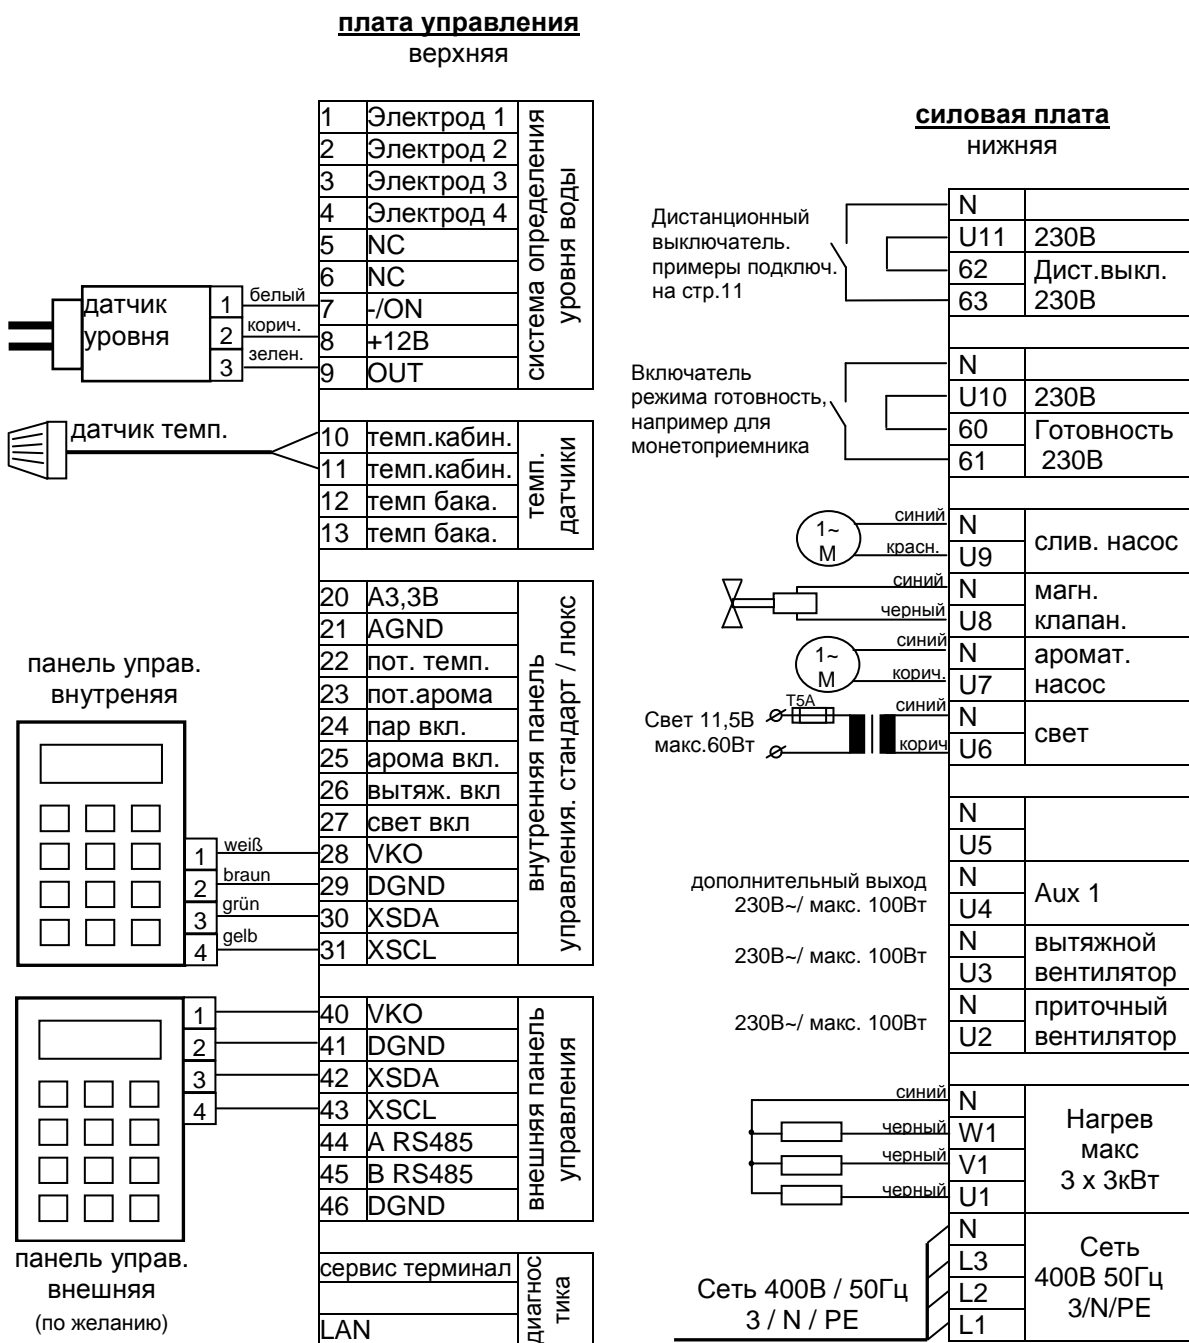 плата управления
верхняя
1 Электрод 1
2 Электрод 2
3 Электрод 3
4 Электрод 4
5 NC
6 NC
7 -/ON
8 +12В
9 OUT
система определения
уровня воды
датчик
уровня
1 белый
2 корич.
3 зелен.
датчик темп.
10 темп.кабин.
11 темп.кабин.
12 темп бака.
13 темп бака.
темп.
датчики
20 А3,3В
21 AGND
22 пот. темп.
23 пот.арома
24 пар вкл.
25 арома вкл.
26 вытяж. вкл
27 свет вкл
28 VKO
29 DGND
30 XSDA
31 XSCL
внутренняя панель
управления. стандарт / люкс
панель управ.
внутреняя
1 weiß
2 braun
3 grün
4 gelb
40 VKO
41 DGND
42 XSDA
43 XSCL
44 A RS485
45 B RS485
46 DGND
внешняя панель
управления
1
2
3
4
панель управ.
внешняя
(по желанию)
сервис терминал
LAN
диагнос
тика
силовая плата
нижняя
Дистанционный
выключатель.
примеры подключ.
на стр.11
N
U11 230В
62 Дист.выкл.
63 230В
Включатель
режима готовность,
например для
монетоприемника
N
U10 230В
60 Готовность
61 230В
1~
M
синий
красн.
N
U9
слив. насос
синий
черный
N
U8
магн.
клапан.
1~
M
синий
корич.
N
U7
аромат.
насос
Свет 11,5В
макс.60Вт
T5A
синий
корич
N
U6
свет
N
U5
дополнительный выход
230В~/ макс. 100Вт
N
U4
Aux 1
230В~/ макс. 100Вт
N
U3
вытяжной
вентилятор
230В~/ макс. 100Вт
N
U2
приточный
вентилятор
синий
черный
черный
черный
N
W1
V1
U1
Нагрев
макс
3 x 3кВт
Сеть 400В / 50Гц
3 / N / PE
N
L3
L2
L1
Сеть
400В 50Гц
3/N/PE